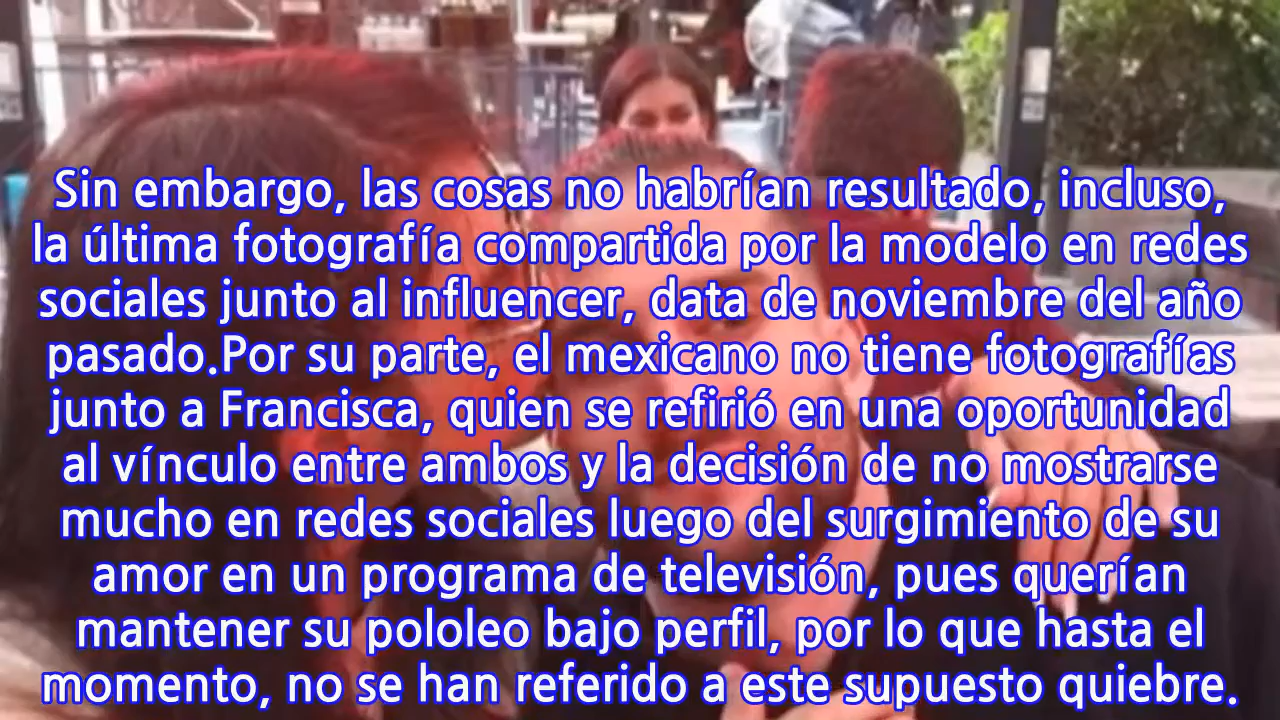 Sin embargo, las cosas no habrían resultado, incluso,
la última fotografía compartida por la modelo en redes
sociales junto al influencer, data de noviembre del año
pasado.Por su parte, el mexicano no tiene fotografías
junto a Francisca, quien se refirió en una oportunidad
al vínculo entre ambos y la decisión de no mostrarse
mucho en redes sociales luego del surgimiento de su
amor en un programa de televisión, pues querían
mantener su pololeo bajo perfil, por lo que hasta el
momento, no se han referido a este supuesto quiebre.